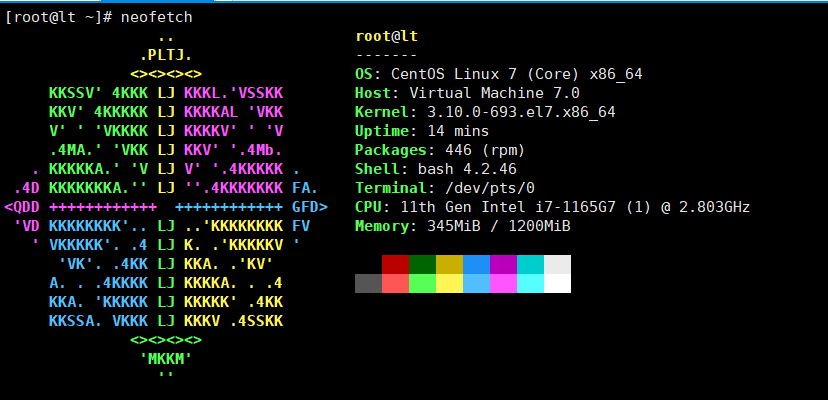 [root@lt ~]# neofetch
                 ..                    root@lt
               .PLTJ.                  -------
              <><><><>                 OS: CentOS Linux 7 (Core) x86_64
     KKSSV' 4KKK LJ KKKL.'VSSKK        Host: Virtual Machine 7.0
     KKV' 4KKKKK LJ KKKKAL 'VKK        Kernel: 3.10.0-693.el7.x86_64
     V' ' 'VKKKK LJ KKKKV' ' 'V        Uptime: 14 mins
     .4MA.' 'VKK LJ KKV' '.4Mb.        Packages: 446 (rpm)
   . KKKKKA.' 'V LJ V' '.4KKKKK .      Shell: bash 4.2.46
 .4D KKKKKKKA.'' LJ ''.4KKKKKKK FA.    Terminal: /dev/pts/0
<QDD ++++++++++++  ++++++++++++ GFD>   CPU: 11th Gen Intel i7-1165G7 (1) @ 2.803GHz
 'VD KKKKKKKK'.. LJ ..'KKKKKKKK FV     Memory: 345MiB / 1200MiB
   ' VKKKKK'. .4 LJ K. .'KKKKKV '
      'VK'. .4KK LJ KKA. .'KV'
     A. . .4KKKK LJ KKKKA. . .4
     KKA. 'KKKKK LJ KKKKK' .4KK
     KKSSA. VKKK LJ KKKV .4SSKK
              <><><><>
               'MKKM'
                 ''